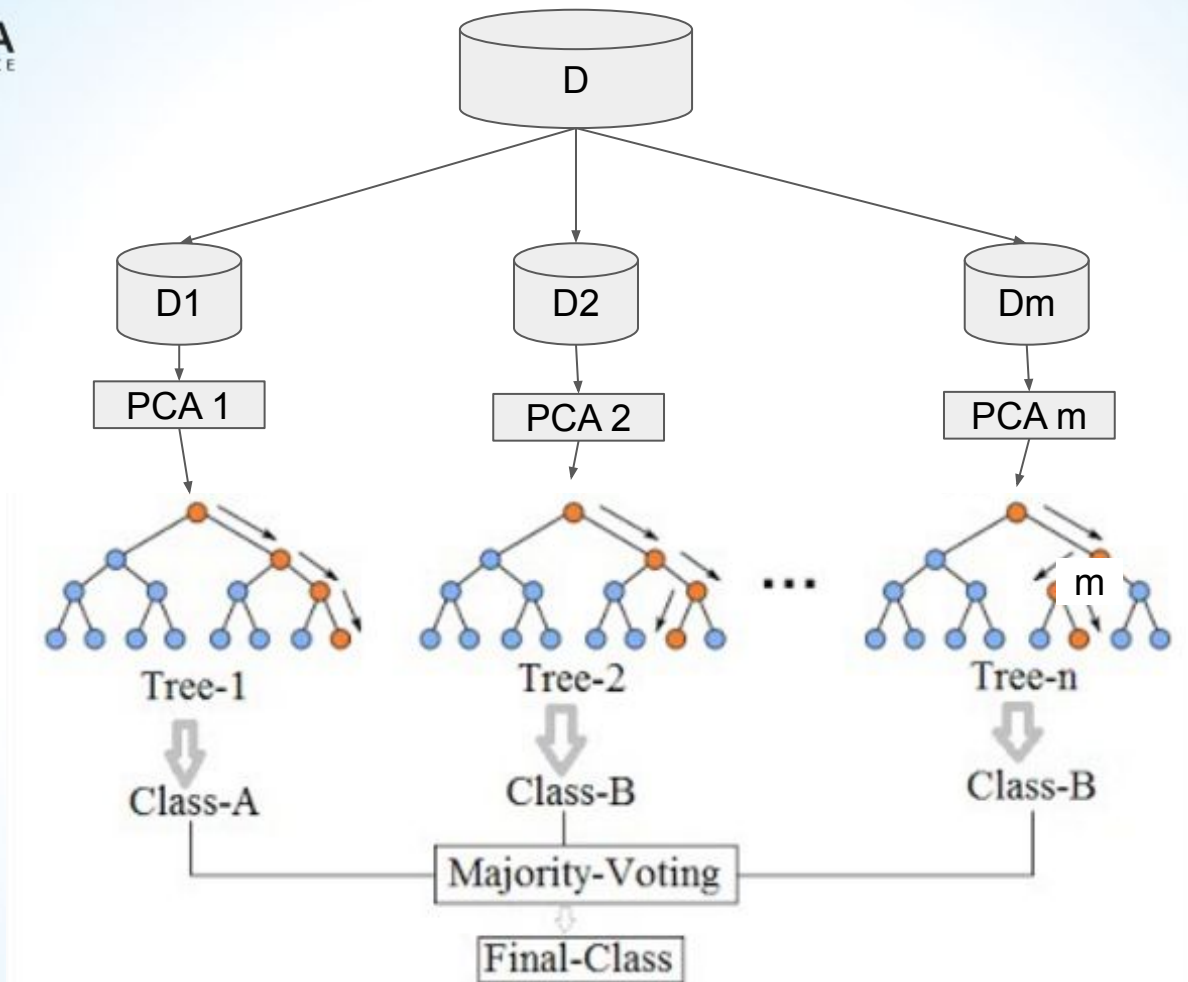 A
E
D
D1
D2
Dm
PCA 1
PCA 2
PCA m
...
m
Tree-1
Tree-2
Tree-n
Class-A
Class-B
Class-B
Majority-Voting
Final-Class